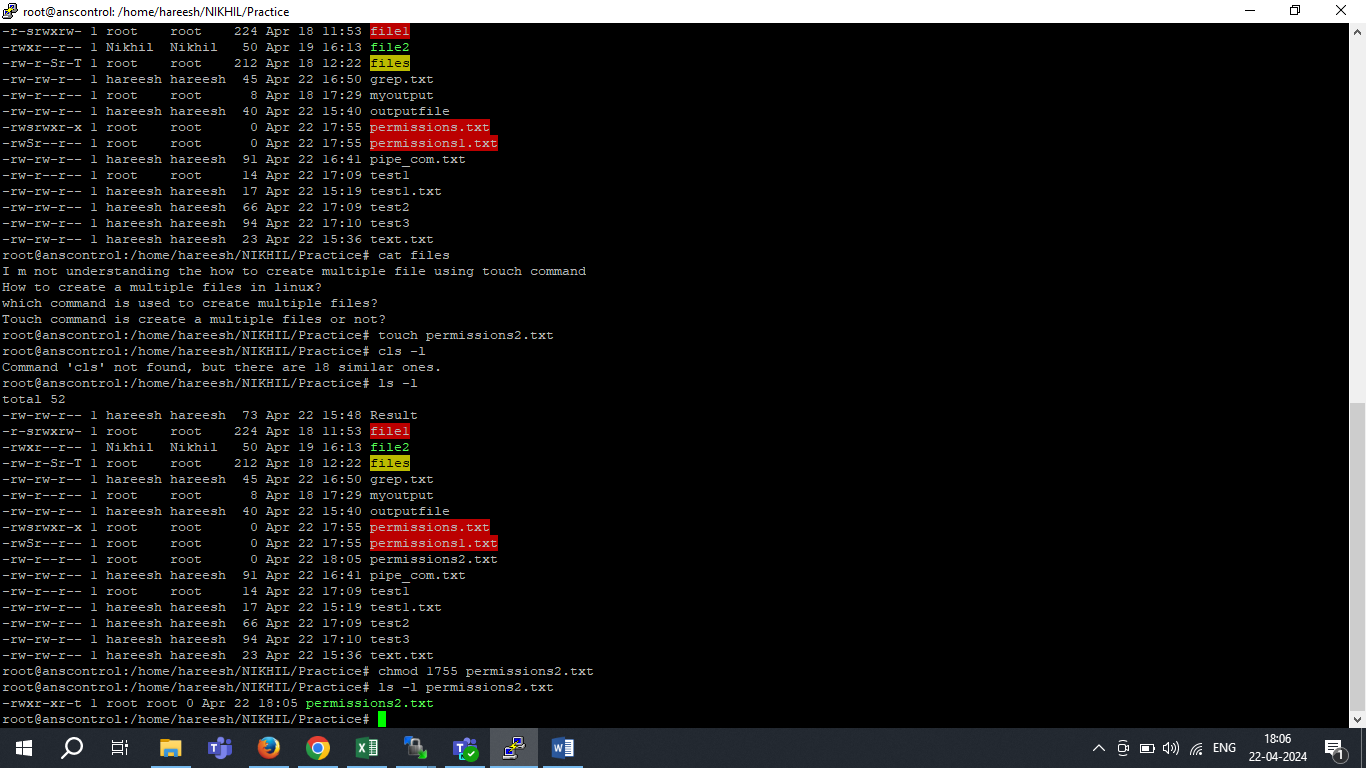 root@anscontrol: /home/hareesh/NIKHIL/Practice
-r-srwxrw- 1 root    root    224 Apr 18 11:53 file1
-rwxr--r-- 1 Nikhil  Nikhil   50 Apr 19 16:13 file2
-rw-r-Sr-T 1 root    root    212 Apr 18 12:22 files
-rw-rw-r-- 1 hareesh hareesh  45 Apr 22 16:50 grep.txt
-rw-r--r-- 1 root    root      8 Apr 18 17:29 myoutput
-rw-rw-r-- 1 hareesh hareesh  40 Apr 22 15:40 outputfile
-rwsrwxr-x 1 root    root      0 Apr 22 17:55 permissions.txt
-rwSr--r-- 1 root    root      0 Apr 22 17:55 permissions1.txt
-rw-rw-r-- 1 hareesh hareesh  91 Apr 22 16:41 pipe_com.txt
-rw-r--r-- 1 root    root     14 Apr 22 17:09 test1
-rw-rw-r-- 1 hareesh hareesh  17 Apr 22 15:19 test1.txt
-rw-rw-r-- 1 hareesh hareesh  66 Apr 22 17:09 test2
-rw-rw-r-- 1 hareesh hareesh  94 Apr 22 17:10 test3
-rw-rw-r-- 1 hareesh hareesh  23 Apr 22 15:36 text.txt
root@anscontrol:/home/hareesh/NIKHIL/Practice# cat files
I m not understanding the how to create multiple file using touch command
How to create a multiple files in linux?
which command is used to create multiple files?
Touch command is create a multiple files or not?
root@anscontrol:/home/hareesh/NIKHIL/Practice# touch permissions2.txt
root@anscontrol:/home/hareesh/NIKHIL/Practice# cls -l
Command 'cls' not found, but there are 18 similar ones.
root@anscontrol:/home/hareesh/NIKHIL/Practice# ls -l
total 52
-rw-rw-r-- 1 hareesh hareesh  73 Apr 22 15:48 Result
-r-srwxrw- 1 root    root    224 Apr 18 11:53 file1
-rwxr--r-- 1 Nikhil  Nikhil   50 Apr 19 16:13 file2
-rw-r-Sr-T 1 root    root    212 Apr 18 12:22 files
-rw-rw-r-- 1 hareesh hareesh  45 Apr 22 16:50 grep.txt
-rw-r--r-- 1 root    root      8 Apr 18 17:29 myoutput
-rw-rw-r-- 1 hareesh hareesh  40 Apr 22 15:40 outputfile
-rwsrwxr-x 1 root    root      0 Apr 22 17:55 permissions.txt
-rwSr--r-- 1 root    root      0 Apr 22 17:55 permissions1.txt
-rw-r--r-- 1 root    root      0 Apr 22 18:05 permissions2.txt
-rw-rw-r-- 1 hareesh hareesh  91 Apr 22 16:41 pipe_com.txt
-rw-r--r-- 1 root    root     14 Apr 22 17:09 test1
-rw-rw-r-- 1 hareesh hareesh  17 Apr 22 15:19 test1.txt
-rw-rw-r-- 1 hareesh hareesh  66 Apr 22 17:09 test2
-rw-rw-r-- 1 hareesh hareesh  94 Apr 22 17:10 test3
-rw-rw-r-- 1 hareesh hareesh  23 Apr 22 15:36 text.txt
root@anscontrol:/home/hareesh/NIKHIL/Practice# chmod 1755 permissions2.txt
root@anscontrol:/home/hareesh/NIKHIL/Practice# ls -l permissions2.txt
-rwxr-xr-t 1 root root 0 Apr 22 18:05 permissions2.txt
root@anscontrol:/home/hareesh/NIKHIL/Practice#
ENG
18:06
22-04-2024
1